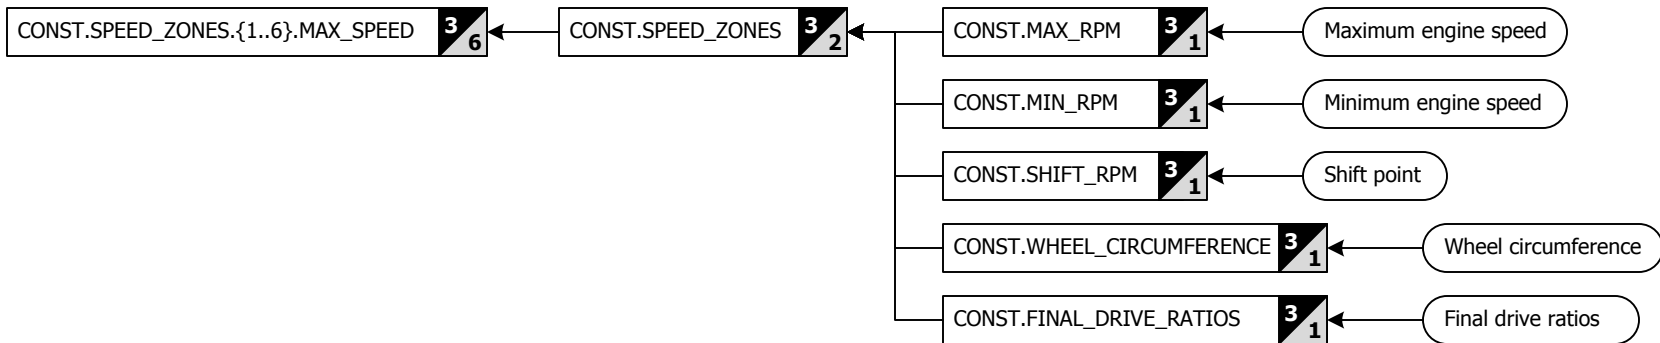 CONST.SPEED_ZONES.{1..6}.MAX_SPEED 3 6 CONST.SPEED_ZONES 3 2 CONST.MAX_RPM 3 1 Maximum engine speed
CONST.MIN_RPM 3 1 Minimum engine speed
CONST.SHIFT_RPM 3 1 Shift point
CONST.WHEEL_CIRCUMFERENCE 3 1 Wheel circumference
CONST.FINAL_DRIVE_RATIOS 3 1 Final drive ratios